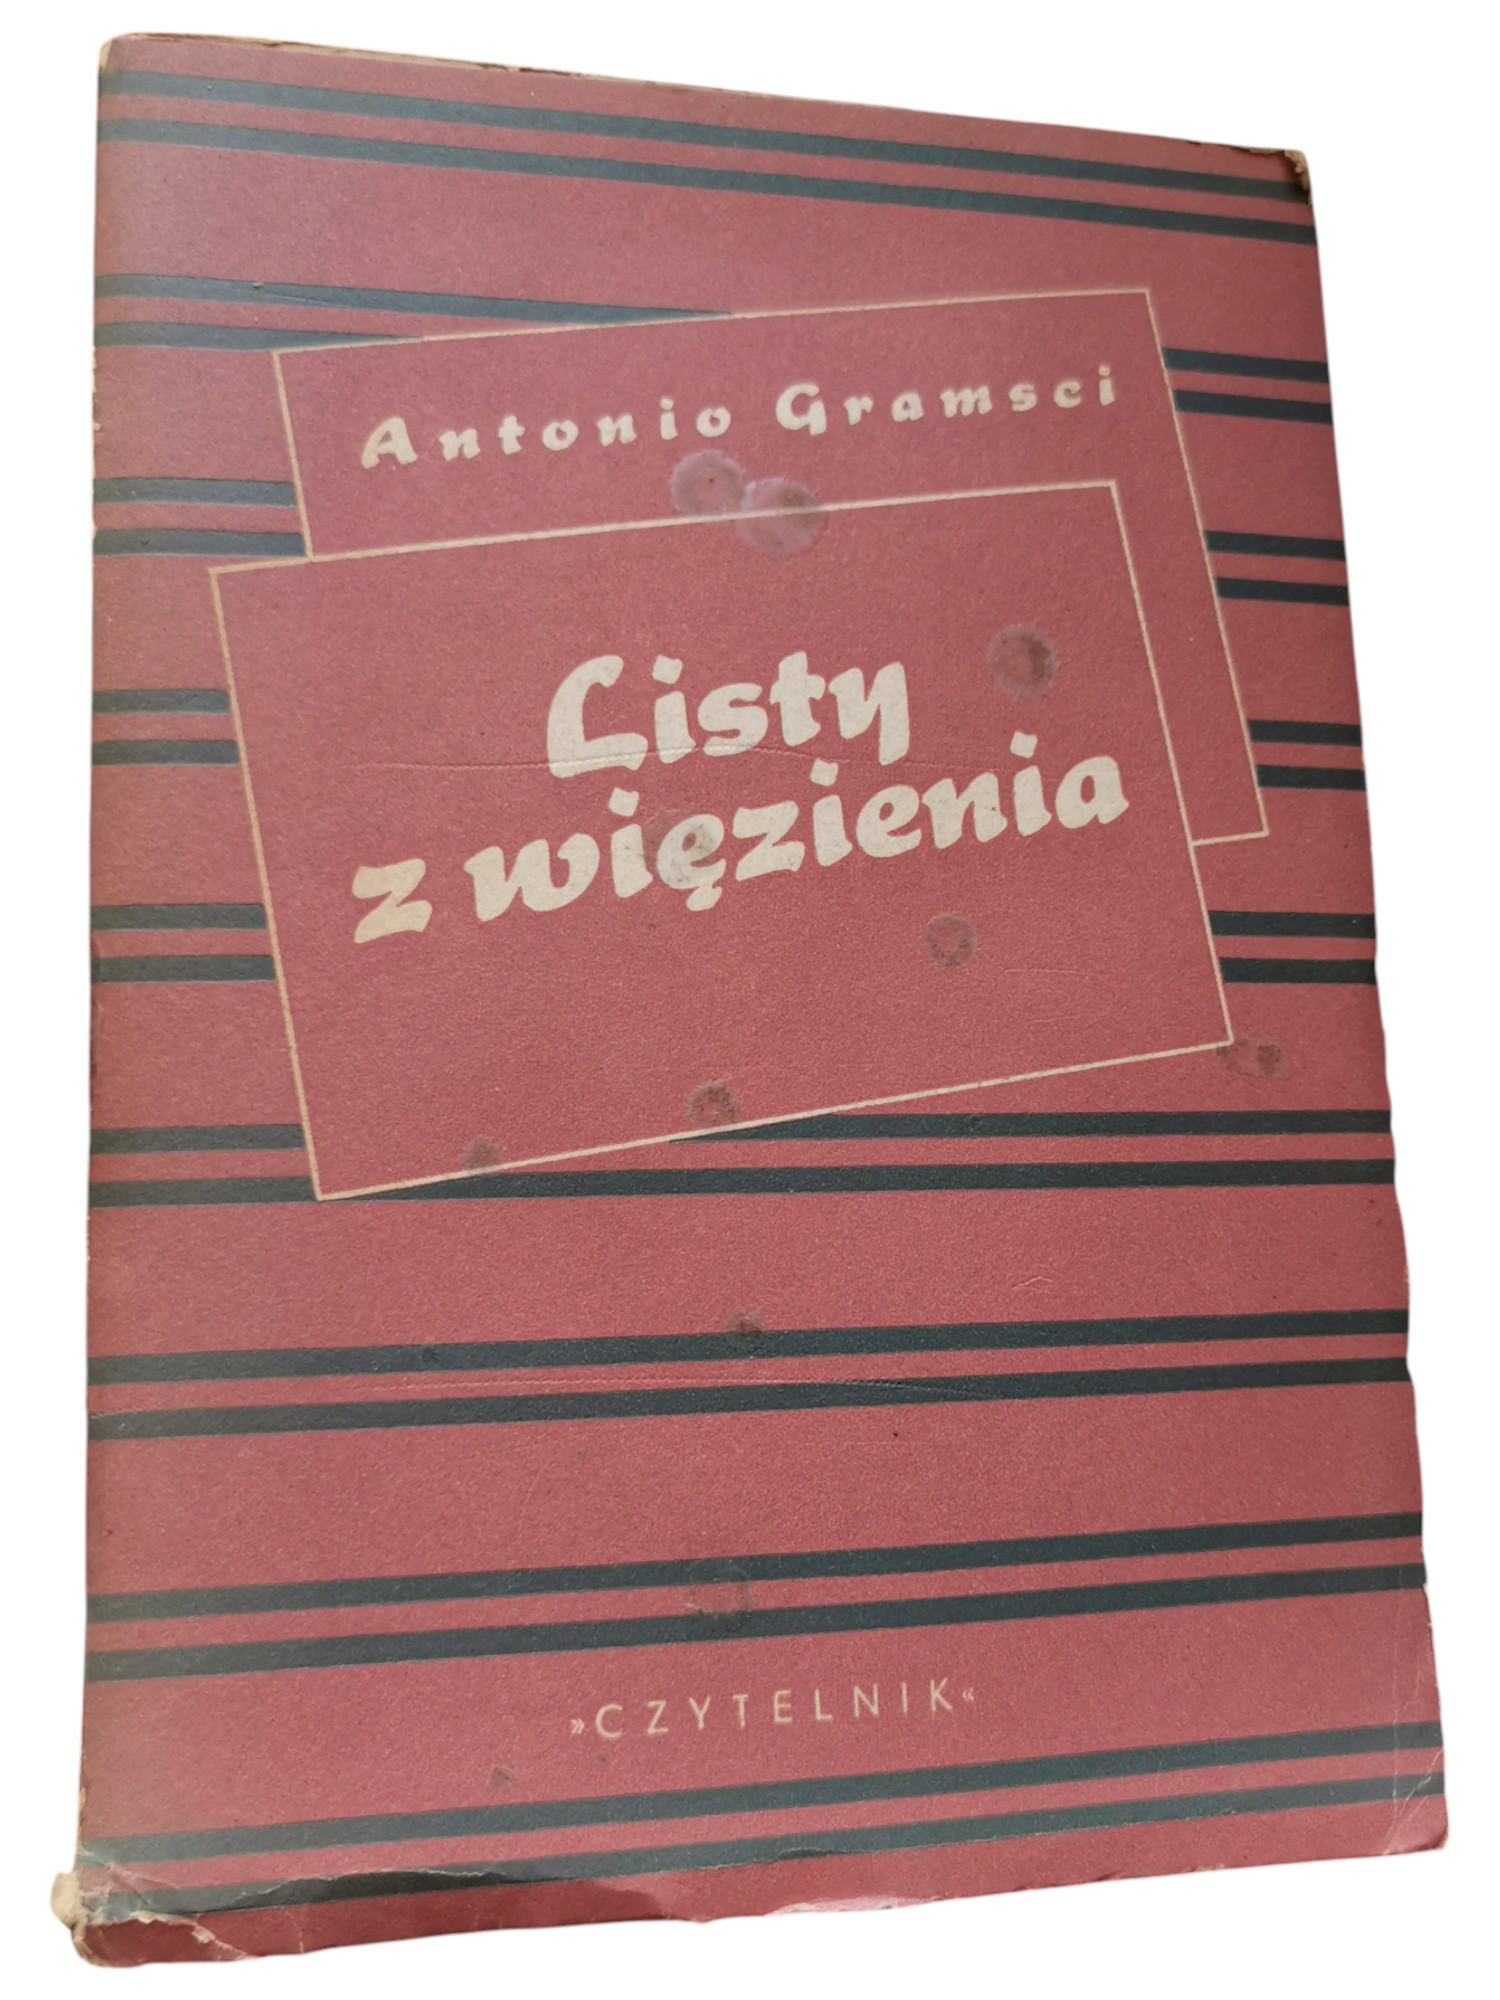 Antonio Gramsci
Listy
z więzienia
»CZYTELNIK«